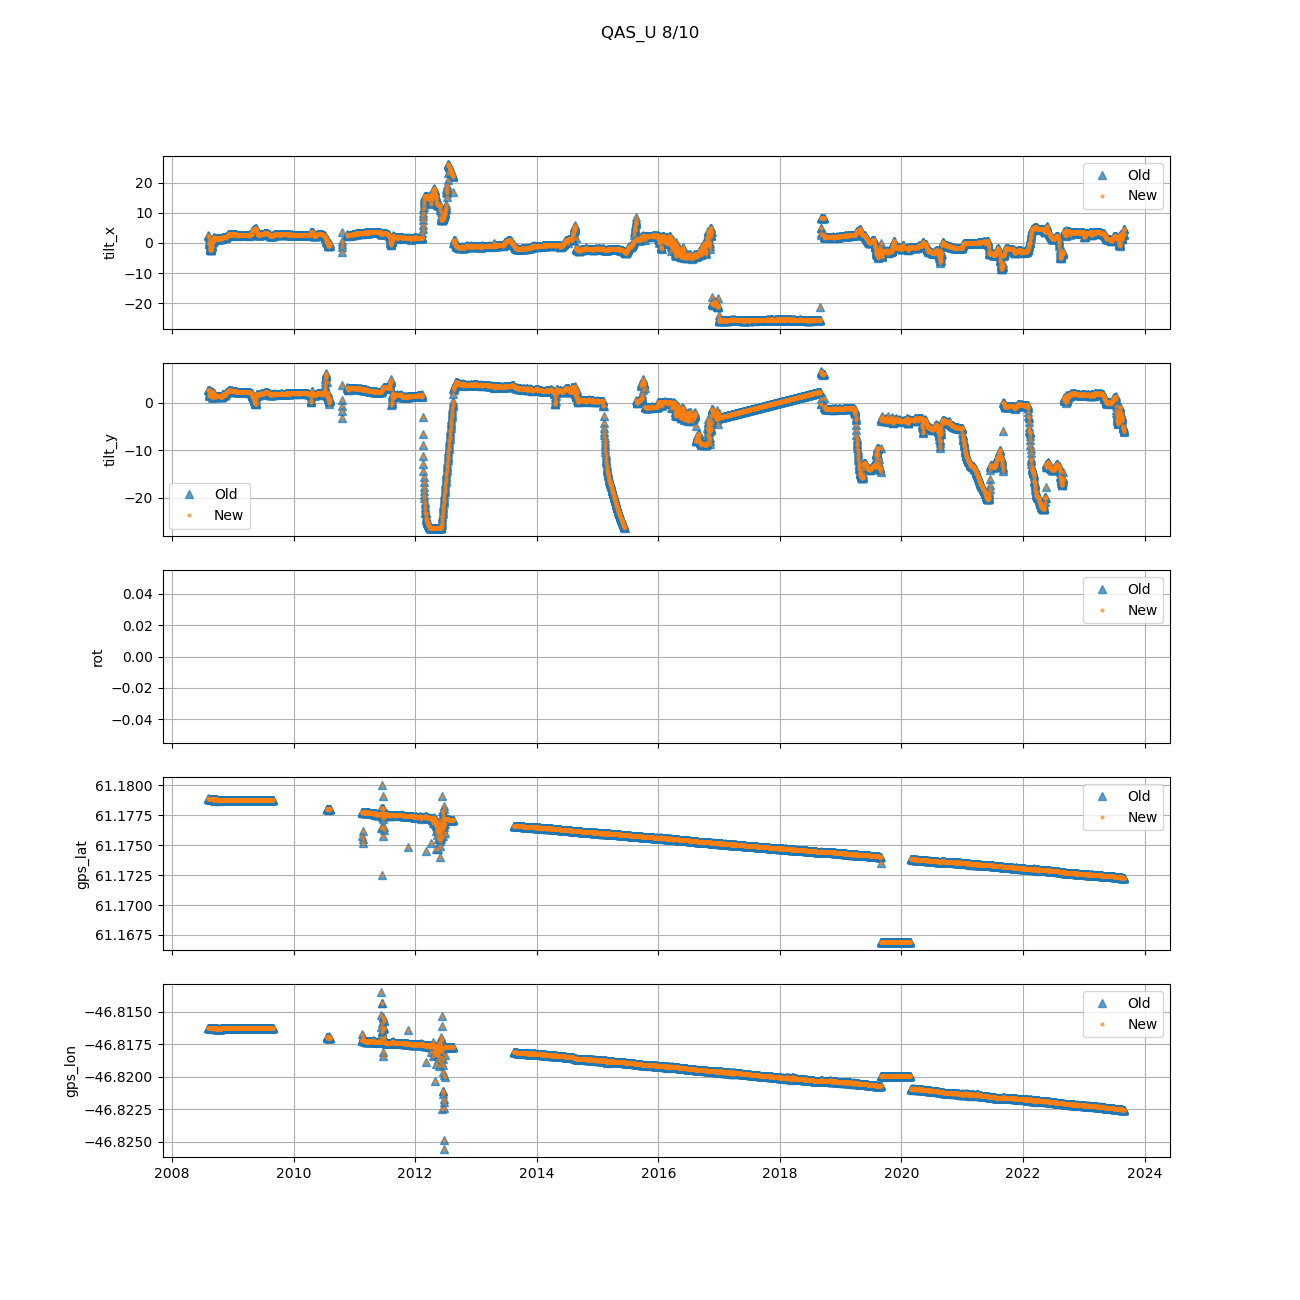 QAS_U 8/10
20
10
0
−10
−20
tilt_x
Old
New
0
−10
−20
tilt_y
Old
New
0.04
0.02
0.00
−0.02
−0.04
rot
Old
New
61.1800
61.1775
61.1750
61.1725
61.1700
61.1675
gps_lat
Old
New
−46.8150
−46.8175
−46.8200
−46.8225
−46.8250
gps_lon
Old
New
2008 2010 2012 2014 2016 2018 2020 2022 2024